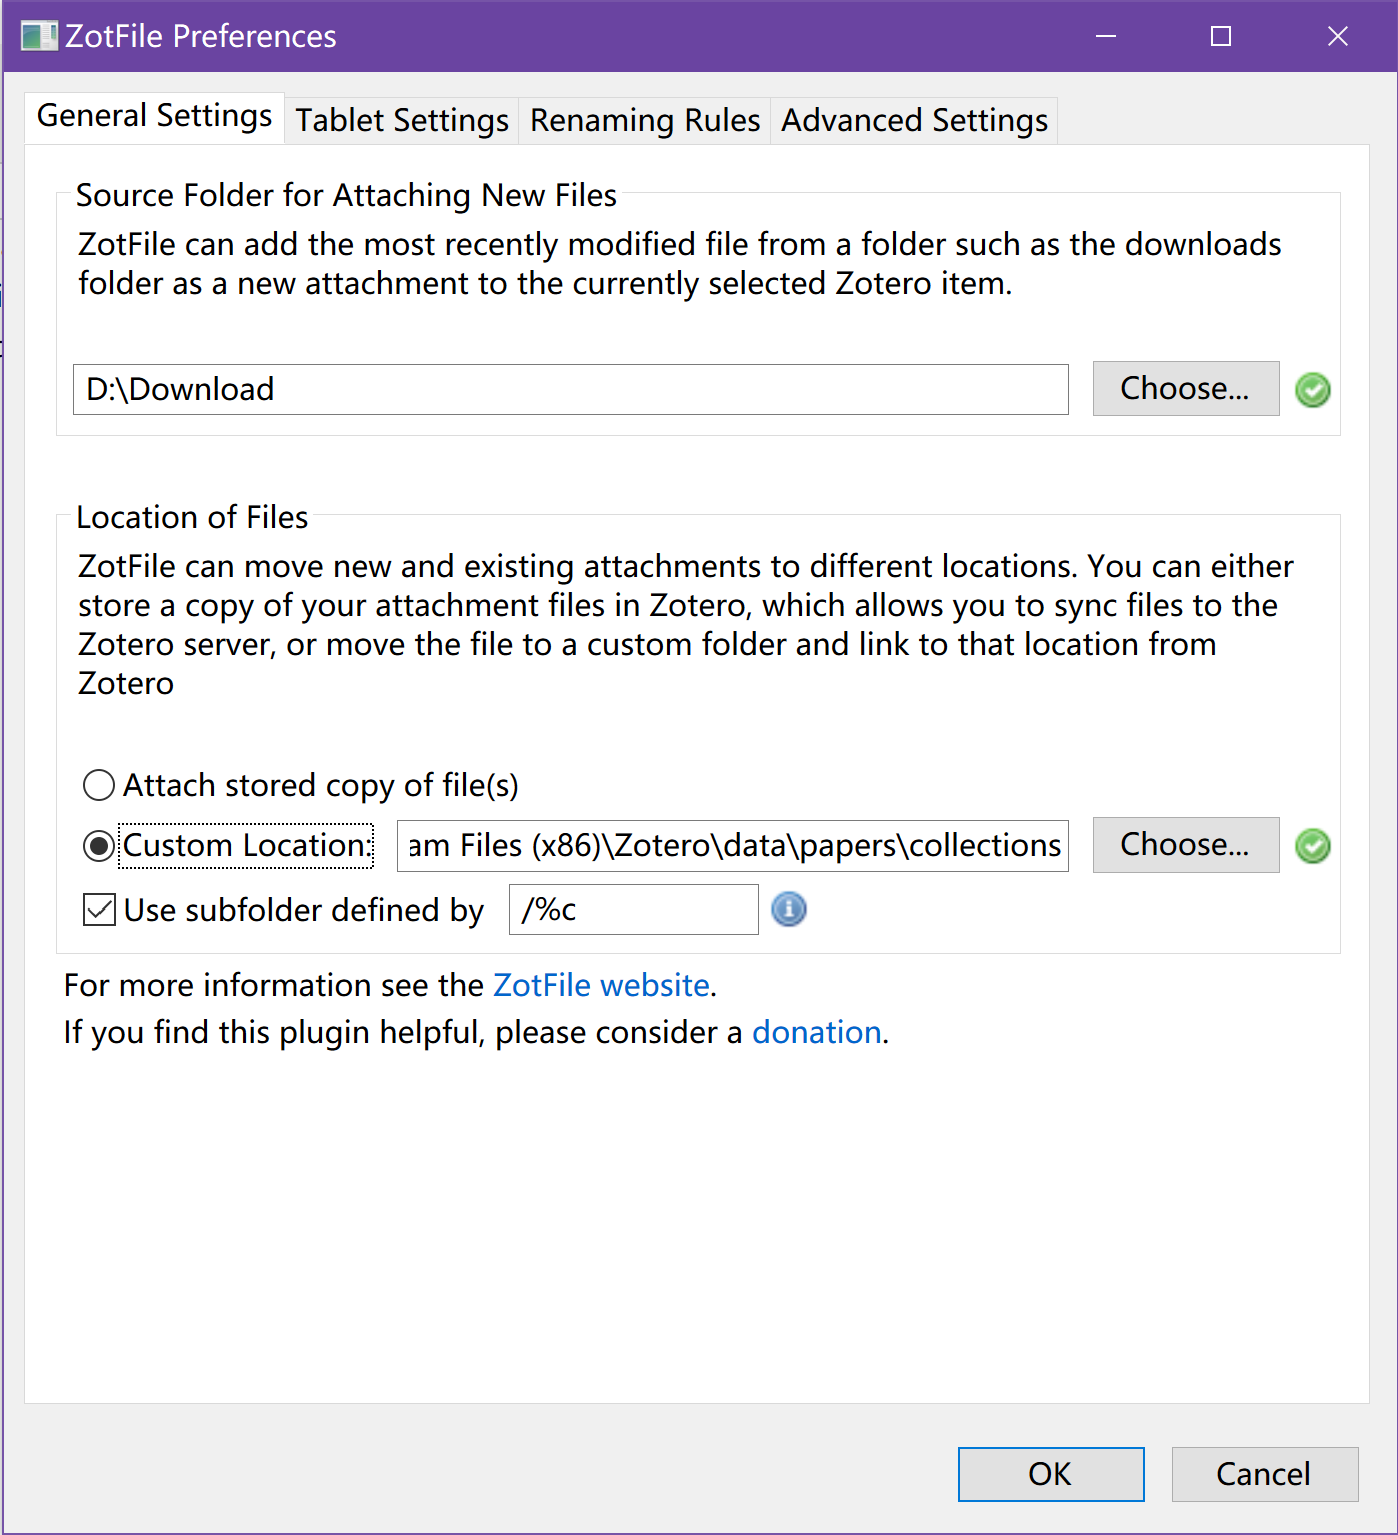 ZotFile Preferences
General Settings
Tablet Settings
Renaming Rules
Advanced Settings
Source Folder for Attaching New Files
ZotFile can add the most recently modified file from a folder such as the downloads
folder as a new attachment to the currently selected Zotero item.
D:\Download
Choose...
Location of Files
ZotFile can move new and existing attachments to different locations. You can either
store a copy of your attachment files in Zotero, which allows you to sync files to the
Zotero server, or move the file to a custom folder and link to that location from
Zotero
Attach stored copy of file(s)
Custom Location:
am Files (x86)\Zotero\data\papers\collections
Choose...
Use subfolder defined by
/%c
For more information see the ZotFile website.
If you find this plugin helpful, please consider a donation.
OK
Cancel